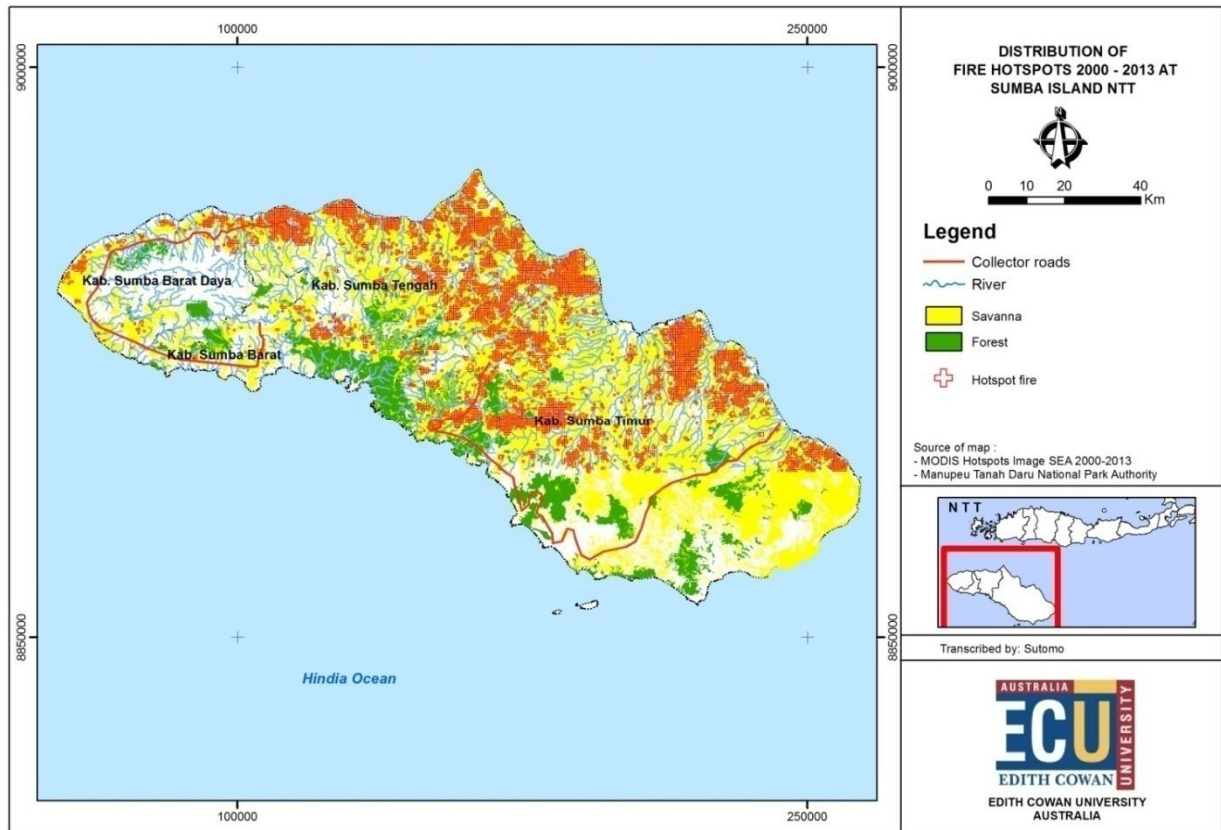 100000
250000
9000000
9000000
Kab. Sumba Barat Daya
Kab. Sumba Tengah
Kab. Sumba Barat
Kab. Sumba Timur
8850000
8850000
Hindia Ocean
100000
250000
DISTRIBUTION OF
FIRE HOTSPOTS 2000 - 2013 AT
SUMBA ISLAND NTT
N
0 10 20 40
Km
Legend
Collector roads
River
Savanna
Forest
Hotspot fire
Source of map :
- MODIS Hotspots Image SEA 2000-2013
- Manupeu Tanah Daru National Park Authority
N T T
Transcribed by: Sutomo
AUSTRALIA
ECU
EDITH COWAN
UNIVERSITY
EDITH COWAN UNIVERSITY
AUSTRALIA